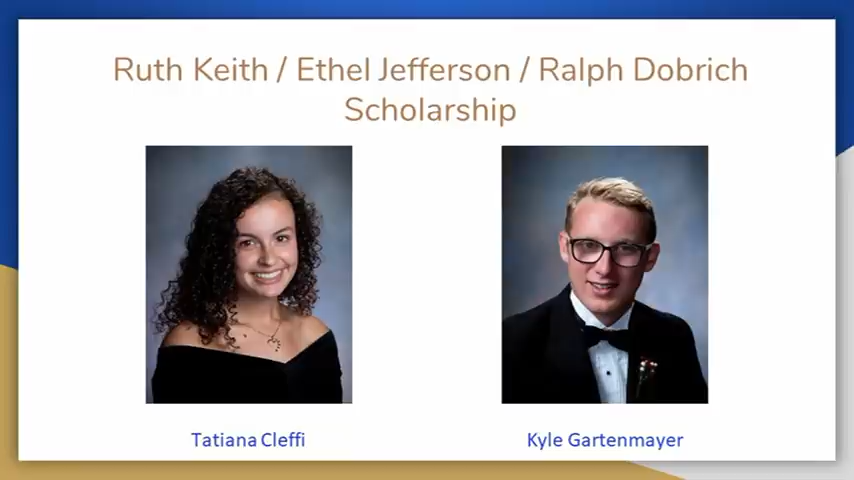 Ruth Keith / Ethel Jefferson / Ralph Dobrich
Scholarship
Tatiana Cleffi
Kyle Gartenmayer